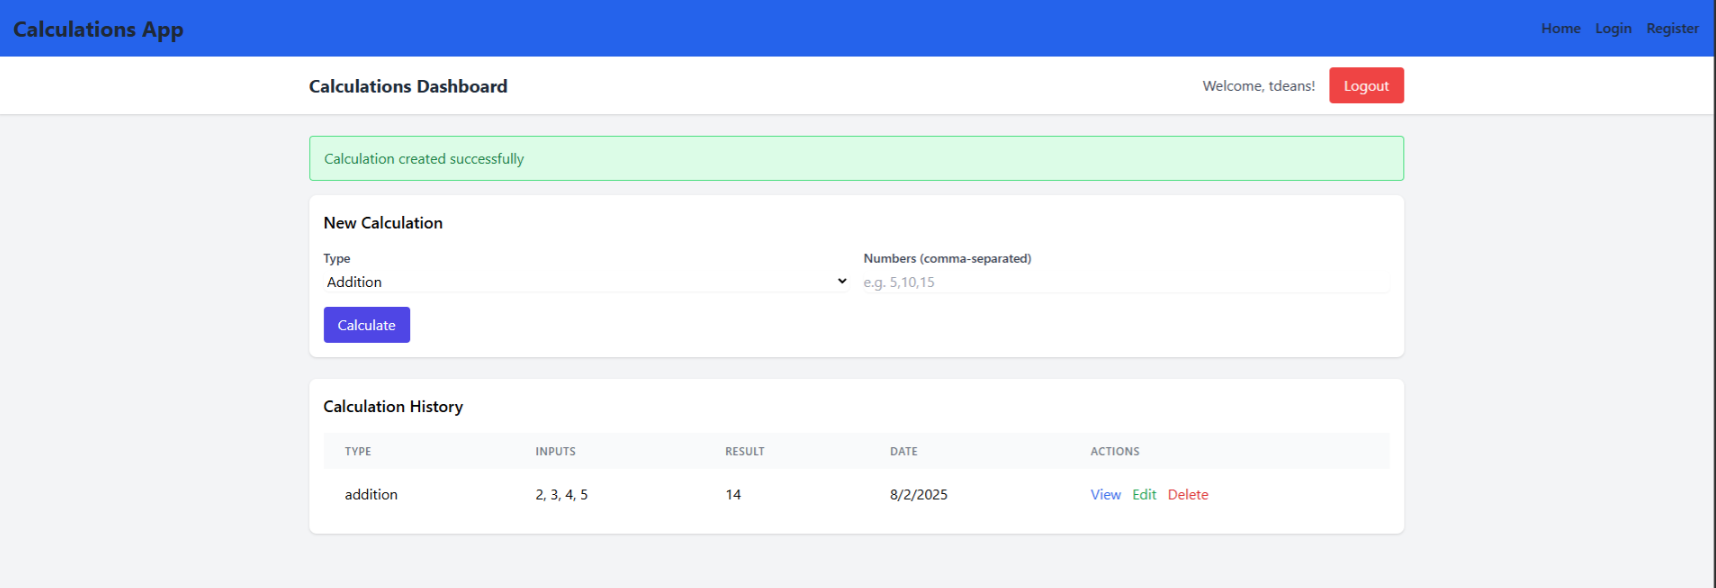 Calculations App
Home Login Register
Calculations Dashboard
Welcome, tdeans! Logout
Calculation created successfully
New Calculation
Type Numbers (comma-separated)
Addition e.g. 5,10,15
Calculate
Calculation History
TYPE INPUTS RESULT DATE ACTIONS
addition 2, 3, 4, 5 14 8/2/2025 View Edit Delete